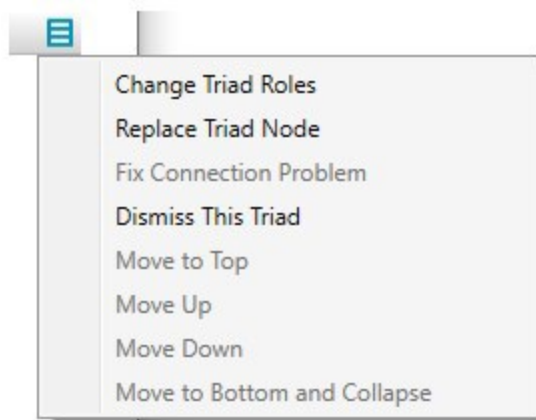 Change Triad Roles
Replace Triad Node
Fix Connection Problem
Dismiss This Triad
Move to Top
Move Up
Move Down
Move to Bottom and Collapse